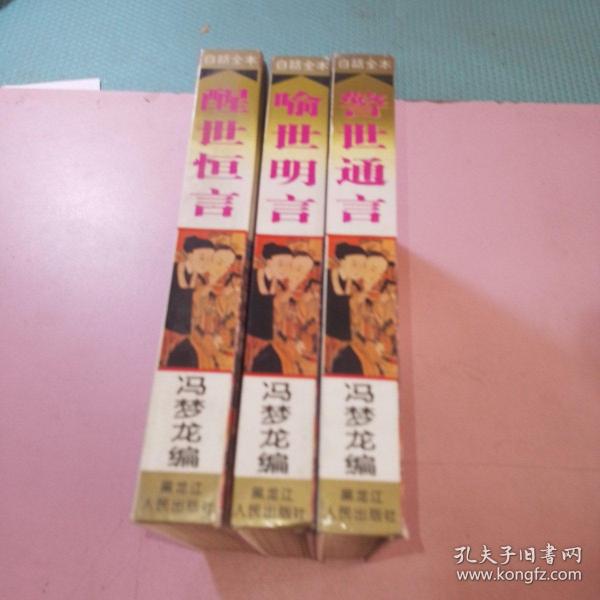 白话全本
醒世恒言
冯梦龙编
黑龙江
人民出版社
白话全本
喻世明言
冯梦龙编
黑龙江
人民出版社
白话全本
警世通言
冯梦龙编
黑龙江
人民出版社
孔夫子旧书网
www.kongfz.com